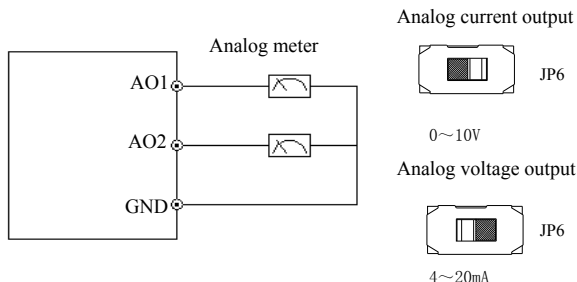 Analog current output
Analog meter
AO1
JP6
0～10V
AO2
Analog voltage output
GND
JP6
4～20mA